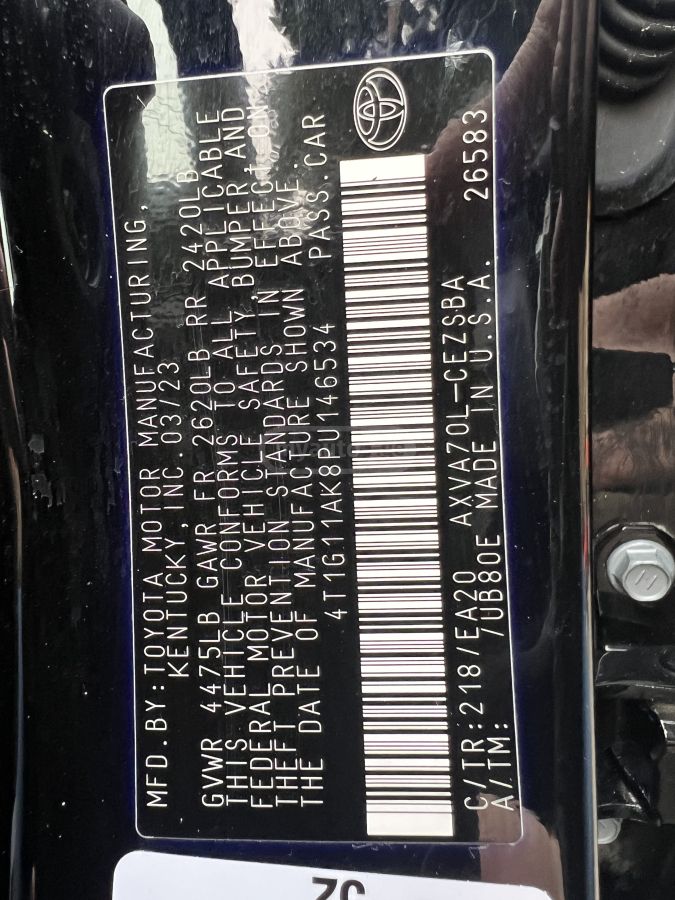 MFD.BY:TOYOTA MOTOR MANUFACTURING,
KENTUCKY,INC.03/23
GVWR 4475LB GAWR FR 2620LB RR 2420LB
THIS VEHICLE CONFORMS TO ALL APPLICABLE
FEDERAL MOTOR VEHICLE SAFETY,BUMPER,AND
THEFT PREVENTION STANDARDS IN EFFECT ON
THE DATE OF MANUFACTURE SHOWN ABOVE
4T1G11AK8PU146534 PASS.CAR
C/TR:218/EA20 AXVA70L-CEZSBA 26583
A/TM: /UB80E MADE IN U.S.A.